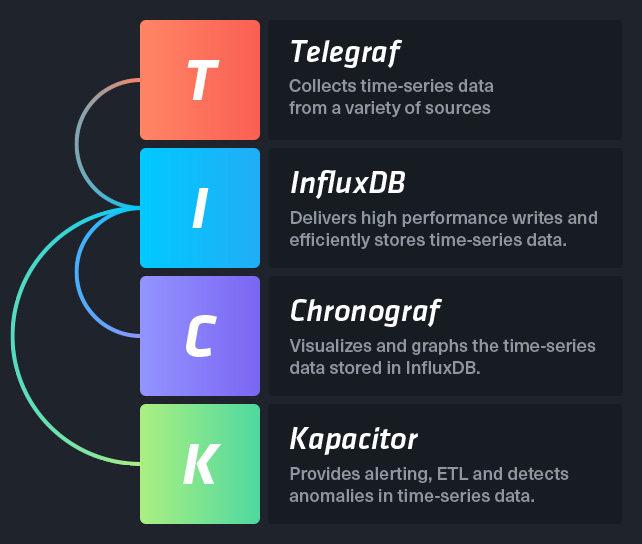 T
Telegraf
Collects time-series data
from a variety of sources
I
InfluxDB
Delivers high performance writes and
efficiently stores time-series data.
C
Chronograf
Visualizes and graphs the time-series
data stored in InfluxDB.
K
Kapacitor
Provides alerting, ETL and detects
anomalies in time-series data.